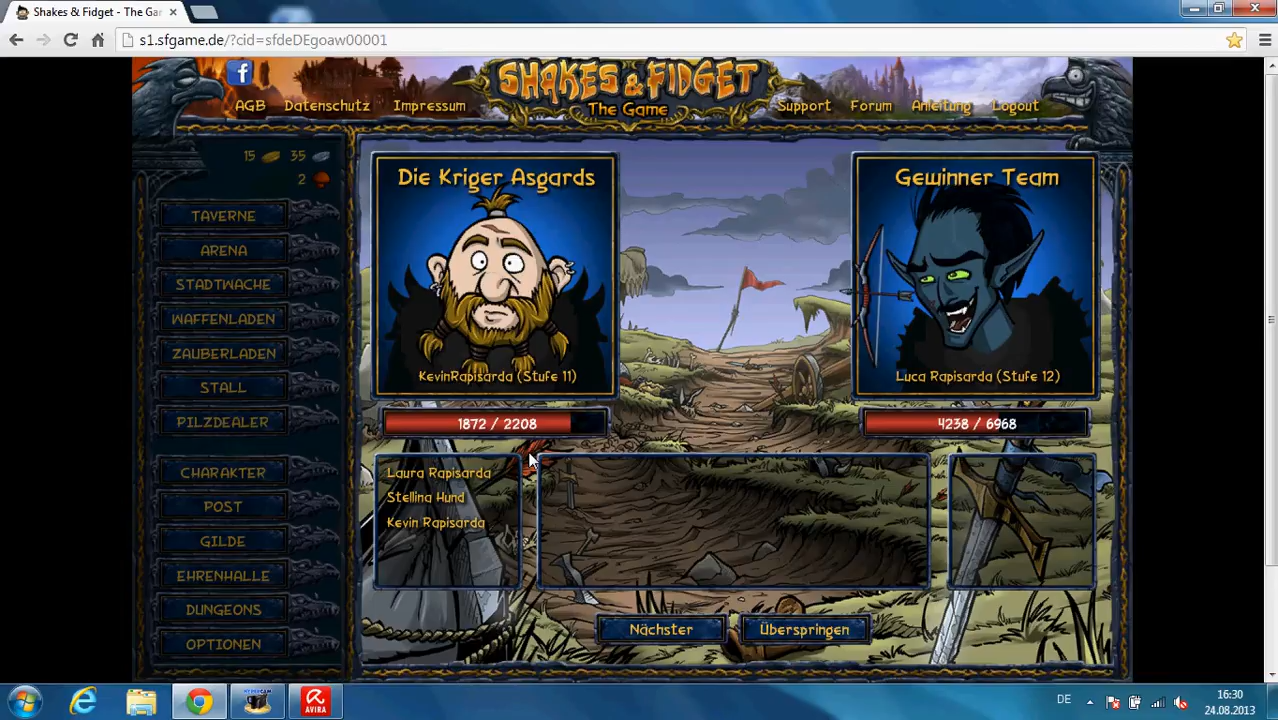 Shakes & Fidget - The Gar
s1.sfgame.de/?cid=sfdeDEgoaw00001
SHAKES & FIDGET
The Game
AGB Datenschutz Impressum
Support Forum Anleitung Logout
15 35
2
TAVERNE
ARENA
STADTWACHE
WAFFENLADEN
ZAUBERLADEN
STALL
PILZDEALER
CHARAKTER
POST
GILDE
EHRENHALLE
DUNGEONS
OPTIONEN
Die Kriger Asgards
KevinRapisarda (Stufe 11)
1872 / 2208
Gewinner Team
Luca Rapisarda (Stufe 12)
4238 / 6968
Laura Rapisarda
Stellina Hund
Kevin Rapisarda
Nächster
Überspringen
HYPERCAM
AVIRA
DE
16:30
24.08.2013